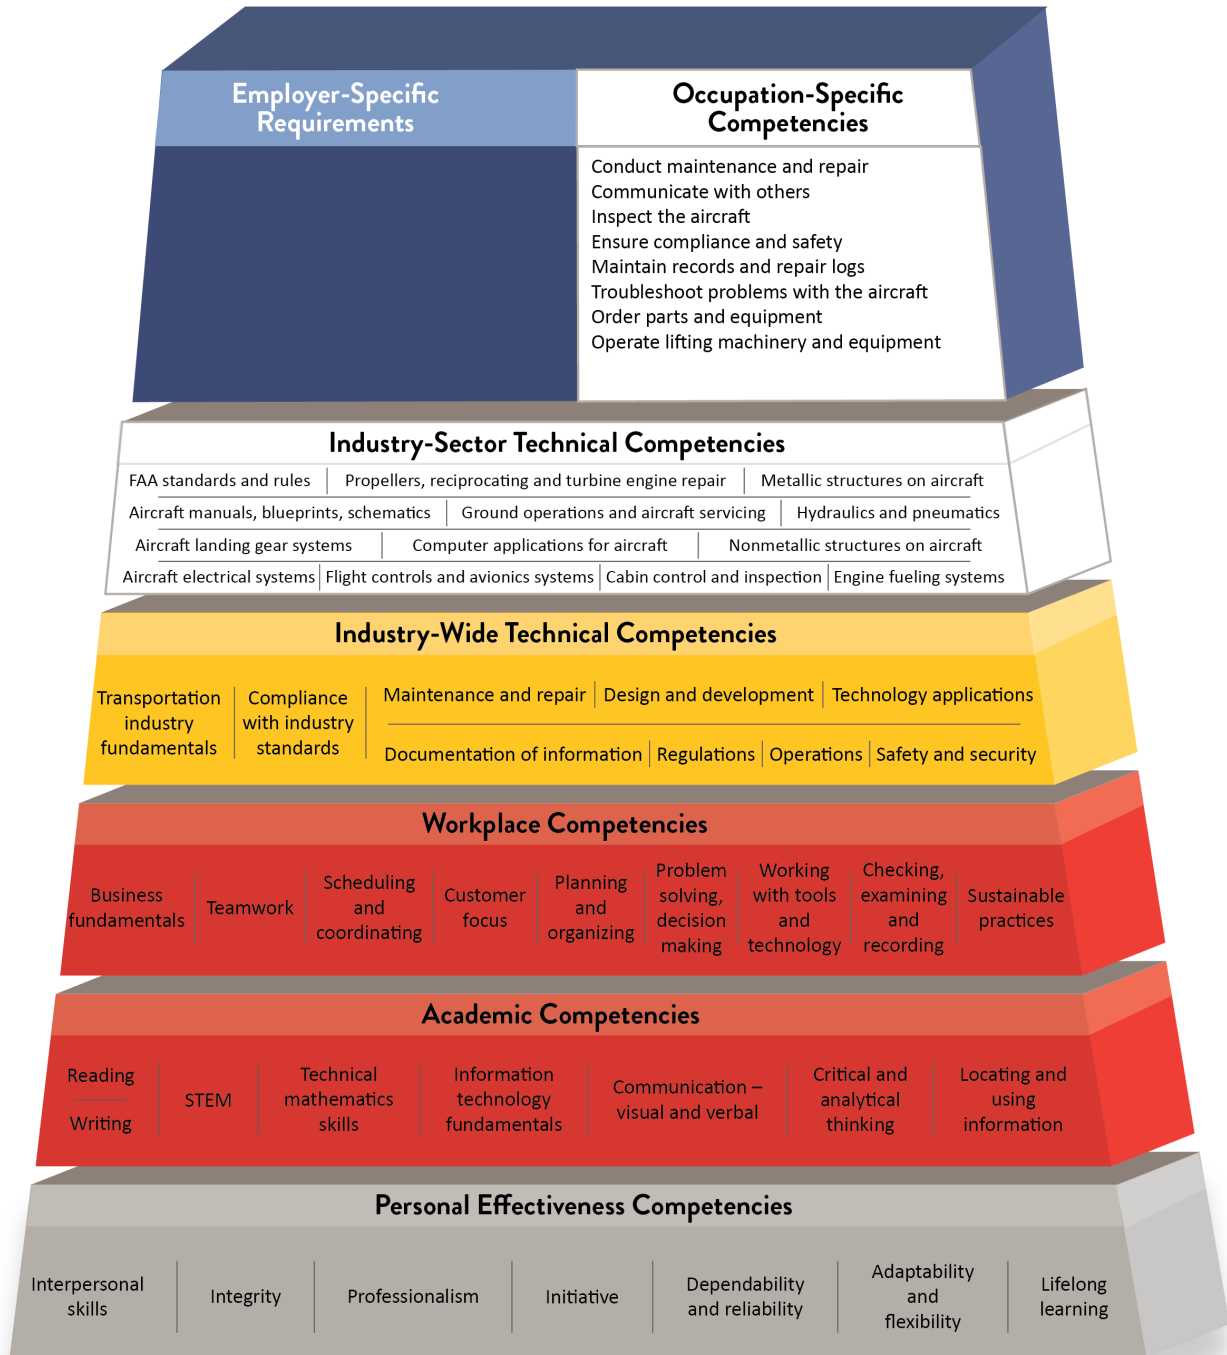 Employer-Specific
Requirements
Occupation-Specific
Competencies
Conduct maintenance and repair
Communicate with others
Inspect the aircraft
Ensure compliance and safety
Maintain records and repair logs
Troubleshoot problems with the aircraft
Order parts and equipment
Operate lifting machinery and equipment
Industry-Sector Technical Competencies
FAA standards and rules
Propellers, reciprocating and turbine engine repair
Metallic structures on aircraft
Aircraft manuals, blueprints, schematics
Ground operations and aircraft servicing
Hydraulics and pneumatics
Aircraft landing gear systems
Computer applications for aircraft
Nonmetallic structures on aircraft
Aircraft electrical systems
Flight controls and avionics systems
Cabin control and inspection
Engine fueling systems
Industry-Wide Technical Competencies
Transportation
industry
fundamentals
Compliance
with industry
standards
Maintenance and repair
Design and development
Technology applications
Documentation of information
Regulations
Operations
Safety and security
Workplace Competencies
Business
fundamentals
Teamwork
Scheduling
and
coordinating
Customer
focus
Planning
and
organizing
Problem
solving,
decision
making
Working
with tools
and
technology
Checking,
examining
and
recording
Sustainable
practices
Academic Competencies
Reading
Writing
STEM
Technical
mathematics
skills
Information
technology
fundamentals
Communication –
visual and verbal
Critical and
analytical
thinking
Locating and
using
information
Personal Effectiveness Competencies
Interpersonal
skills
Integrity
Professionalism
Initiative
Dependability
and reliability
Adaptability
and
flexibility
Lifelong
learning